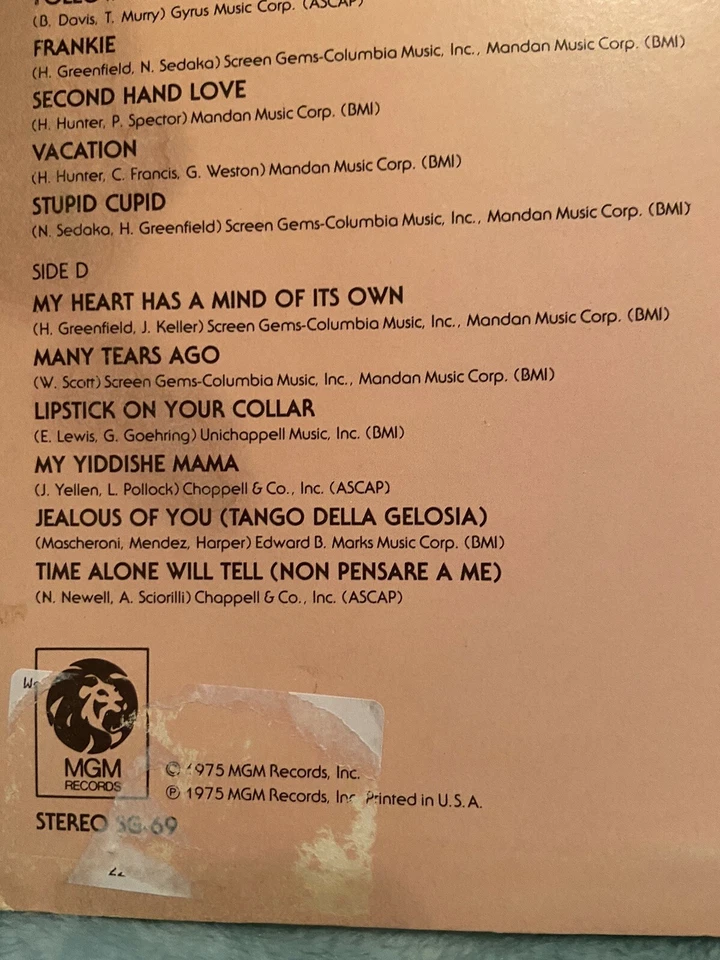 (B. Davis, T. Murry) Gyrus Music Corp. (ASCAP)
FRANKIE
(H. Greenfield, N. Sedaka) Screen Gems-Columbia Music, Inc., Mandan Music Corp. (BMI)
SECOND HAND LOVE
(H. Hunter, P. Spector) Mandan Music Corp. (BMI)
VACATION
(H. Hunter, C. Francis, G. Weston) Mandan Music Corp. (BMI)
STUPID CUPID
(N. Sedaka, H. Greenfield) Screen Gems-Columbia Music, Inc., Mandan Music Corp. (BMI)
SIDE D
MY HEART HAS A MIND OF ITS OWN
(H. Greenfield, J. Keller) Screen Gems-Columbia Music, Inc., Mandan Music Corp. (BMI)
MANY TEARS AGO
(W. Scott) Screen Gems-Columbia Music, Inc., Mandan Music Corp. (BMI)
LIPSTICK ON YOUR COLLAR
(E. Lewis, G. Goehring) Unichappell Music, Inc. (BMI)
MY YIDDISHE MAMA
(J. Yellen, L. Pollock) Chappell & Co., Inc. (ASCAP)
JEALOUS OF YOU (TANGO DELLA GELOSIA)
(Mascheroni, Mendez, Harper) Edward B. Marks Music Corp. (BMI)
TIME ALONE WILL TELL (NON PENSARE A ME)
(N. Newell, A. Sciorilli) Chappell & Co., Inc. (ASCAP)
MGM
RECORDS
© 1975 MGM Records, Inc.
℗ 1975 MGM Records, Inc. Printed in U.S.A.
STEREO SG-69